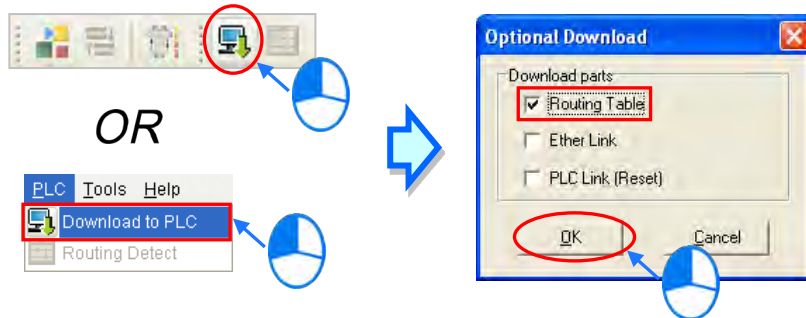 OR
PLC Tools Help
Download to PLC
Routing Detect
Optional Download
Download parts
Routing Table
Ether Link
PLC Link (Reset)
OK Cancel